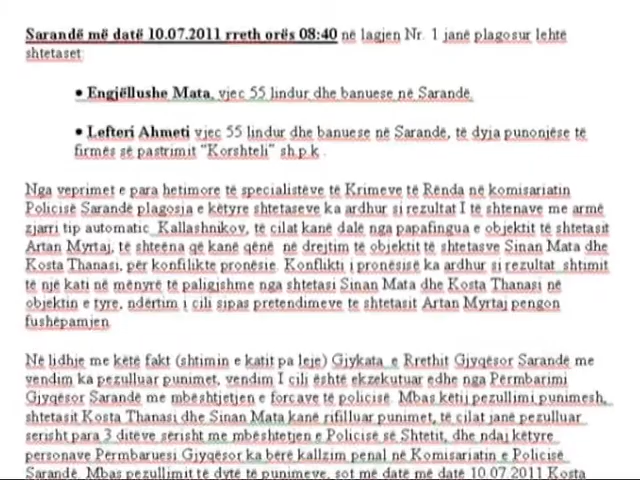 Sarandë më datë 10.07.2011 rreth orës 08:40 në lagjen Nr. 1 janë plagosur lehtë
shtetaset
• Engjëllushe Mata, vjec 55 lindur dhe banuese në Sarandë.
• Lefteri Ahmeti vjec 55 lindur dhe banuese në Sarandë, të dyja punonjëse të
firmës së pastrimit "Korshteli" sh.p.k .
Nga veprimet e para hetimore të specialistëve të Krimeve të Rënda në komisariatin
Policisë Sarandë plagosja e këtyre shtetaseve ka ardhur si rezultat I të shtënave me armë
zjarri tip automatic Kallashnikov, të cilat kanë dalë nga papafingua e objektit të shtetasit
Artan Myrtaj, të shtëëna që kanë qënë në drejtim të objektit të shtetasve Sinan Mata dhe
Kosta Thanasi, për konfilikte pronësie. Konflikti i pronësisë ka ardhur si rezultat shtimit
të një kati në mënyrë të paligjshme nga shtetasi Sinan Mata dhe Kosta Thanasi në
objektin e tyre, ndërtim i cili sipas pretendimeve të shtetasit Artan Myrtaj pengon
fushëpamjen.
Në lidhje me këtë fakt (shtimin e katit pa leje) Gjykata e Rrethit Gjyqësor Sarandë me
vendim ka pezulluar punimet, vendim I cili është ekzekutuar edhe nga Përmbarimi
Gjyqësor Sarandë me mbështjetjen e forcave të policisë. Mbas këtij pezullimi punimesh,
shtetasit Kosta Thanasi dhe Sinan Mata kanë rifilluar punimet, të cilat janë pezulluar
serisht para 3 ditëve sërisht me mbështetjen e Policisë së Shtetit, dhe ndaj këtyre
personave Përmbaruesi Gjyqësor ka bërë kallzim penal në Komisariatin e Policisë
Sarandë. Mbas pezullimit të dytë të punimeve, sot më datë më datë 10.07.2011 Kosta